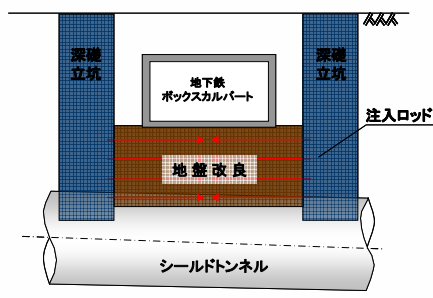 深礎
立坑
深礎
立坑
地下鉄
ボックスカルバート
注入ロッド
地盤改良
シールドトンネル